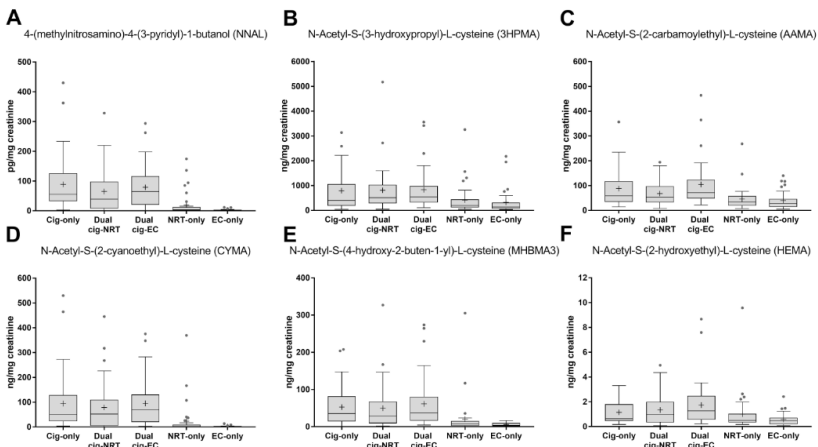 A
4-(methylnitrosamino)-4-(3-pyridyl)-1-butanol (NNAL)
pg/mg creatinine
500
400
300
200
100
0
Cig-only Dual cig-NRT Dual cig-EC NRT-only EC-only
B
N-Acetyl-S-(3-hydroxypropyl)-L-cysteine (3HPMA)
ng/mg creatinine
6000
5000
4000
3000
2000
1000
0
Cig-only Dual cig-NRT Dual cig-EC NRT-only EC-only
C
N-Acetyl-S-(2-carbamoylethyl)-L-cysteine (AAMA)
ng/mg creatinine
600
500
400
300
200
100
0
Cig-only Dual cig-NRT Dual cig-EC NRT-only EC-only
D
N-Acetyl-S-(2-cyanoethyl)-L-cysteine (CYMA)
ng/mg creatinine
600
500
400
300
200
100
0
Cig-only Dual cig-NRT Dual cig-EC NRT-only EC-only
E
N-Acetyl-S-(4-hydroxy-2-buten-1-yl)-L-cysteine (MHBMA3)
ng/mg creatinine
400
300
200
100
0
Cig-only Dual cig-NRT Dual cig-EC NRT-only EC-only
F
N-Acetyl-S-(2-hydroxyethyl)-L-cysteine (HEMA)
ng/mg creatinine
12
10
8
6
4
2
0
Cig-only Dual cig-NRT Dual cig-EC NRT-only EC-only